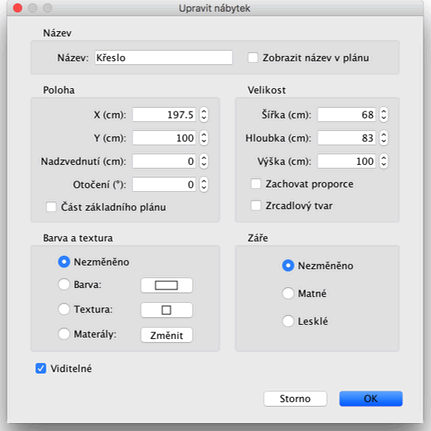 Upravit nábytek
Název
Název: Křeslo Zobrazit název v plánu
Poloha
X (cm): 197.5
Y (cm): 100
Nadzvednutí (cm): 0
Otočení (°): 0
Část základního plánu
Velikost
Šířka (cm): 68
Hloubka (cm): 83
Výška (cm): 100
Zachovat proporce
Zrcadlový tvar
Barva a textura
Nezměněno
Barva:
Textura:
Materály: Změnit
Záře
Nezměněno
Matné
Lesklé
Viditelné
Storno OK